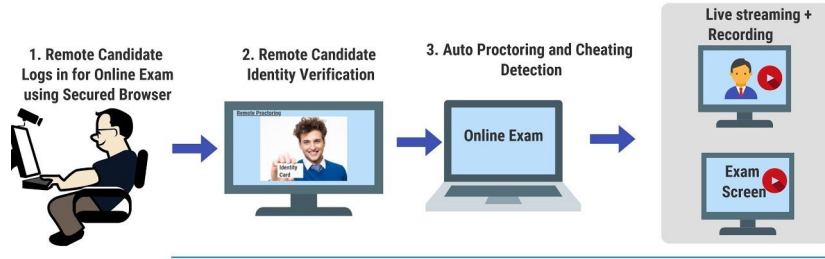 1. Remote Candidate
Logs in for Online Exam
using Secured Browser
2. Remote Candidate
Identity Verification
Remote Proctoring
Identity
Card
3. Auto Proctoring and Cheating
Detection
Online Exam
Live streaming +
Recording
Exam
Screen